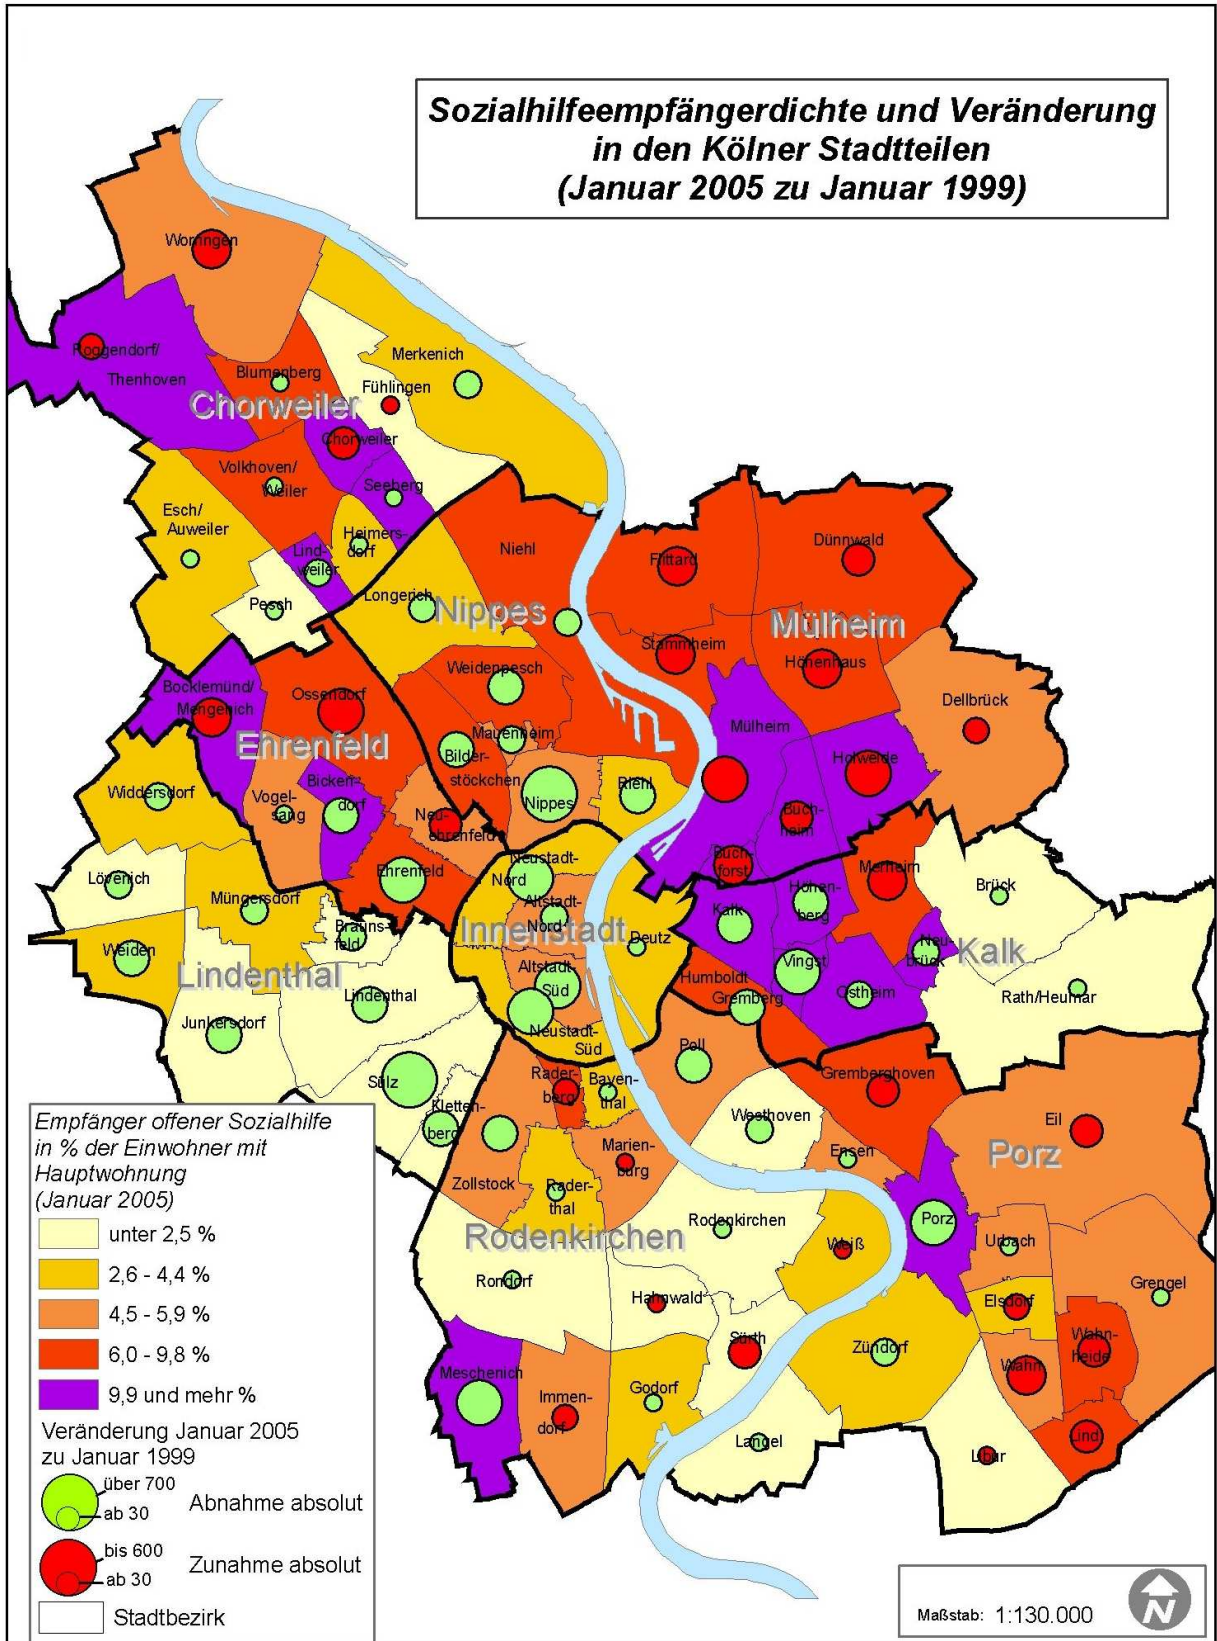 Sozialhilfeempfängerdichte und Veränderung
in den Kölner Stadtteilen
(Januar 2005 zu Januar 1999)
Worringen
Roggendorf/
Thenhoven
Blumenberg
Chorweiler
Fühlingen
Merkenich
Chorweiler
Volkhoven/
Weiler
Seeberg
Esch/
Auweiler
Heimers-
dorf
Lind-
weiler
Pesch
Longerich
Niehl
Nippes
Flittard
Dünnwald
Stammheim
Mülheim
Höhenhaus
Dellbrück
Weidenpesch
Mauenheim
Bilder-
stöckchen
Nippes
Riehl
Mülheim
Holweide
Buch-
heim
Buch-
forst
Bocklemünd/
Mengenich
Ossendorf
Ehrenfeld
Vogel-
sang
Bicken-
dorf
Neu-
ehrenfeld
Ehrenfeld
Widdersdorf
Lövenich
Müngersdorf
Weiden
Lindenthal
Brauns-
feld
Lindenthal
Junkersdorf
Sülz
Kletten-
berg
Neustadt-
Nord
Altstadt-
Nord
Innenstadt
Deutz
Altstadt
Süd
Neustadt-
Süd
Merheim
Brück
Höhen-
berg
Kalk
Neu-
brück
Kalk
Vingst
Ostheim
Humboldt
Gremberg
Rath/Heumar
Poll
Gremberghoven
Westhoven
Ensen
Eil
Porz
Porz
Urbach
Grengel
Elsdorf
Wahn-
heide
Wahn
Lind
Zündorf
Langel
Libur
Rader-
berg
Bayen-
thal
Marien-
burg
Zollstock
Rader-
thal
Rodenkirchen
Rodenkirchen
Weiß
Rondorf
Hahnwald
Sürth
Meschenich
Immen-
dorf
Godorf
Empfänger offener Sozialhilfe
in % der Einwohner mit
Hauptwohnung
(Januar 2005)
unter 2,5 %
2,6 - 4,4 %
4,5 - 5,9 %
6,0 - 9,8 %
9,9 und mehr %
Veränderung Januar 2005
zu Januar 1999
über 700
ab 30
Abnahme absolut
bis 600
ab 30
Zunahme absolut
Stadtbezirk
Maßstab: 1:130.000
N